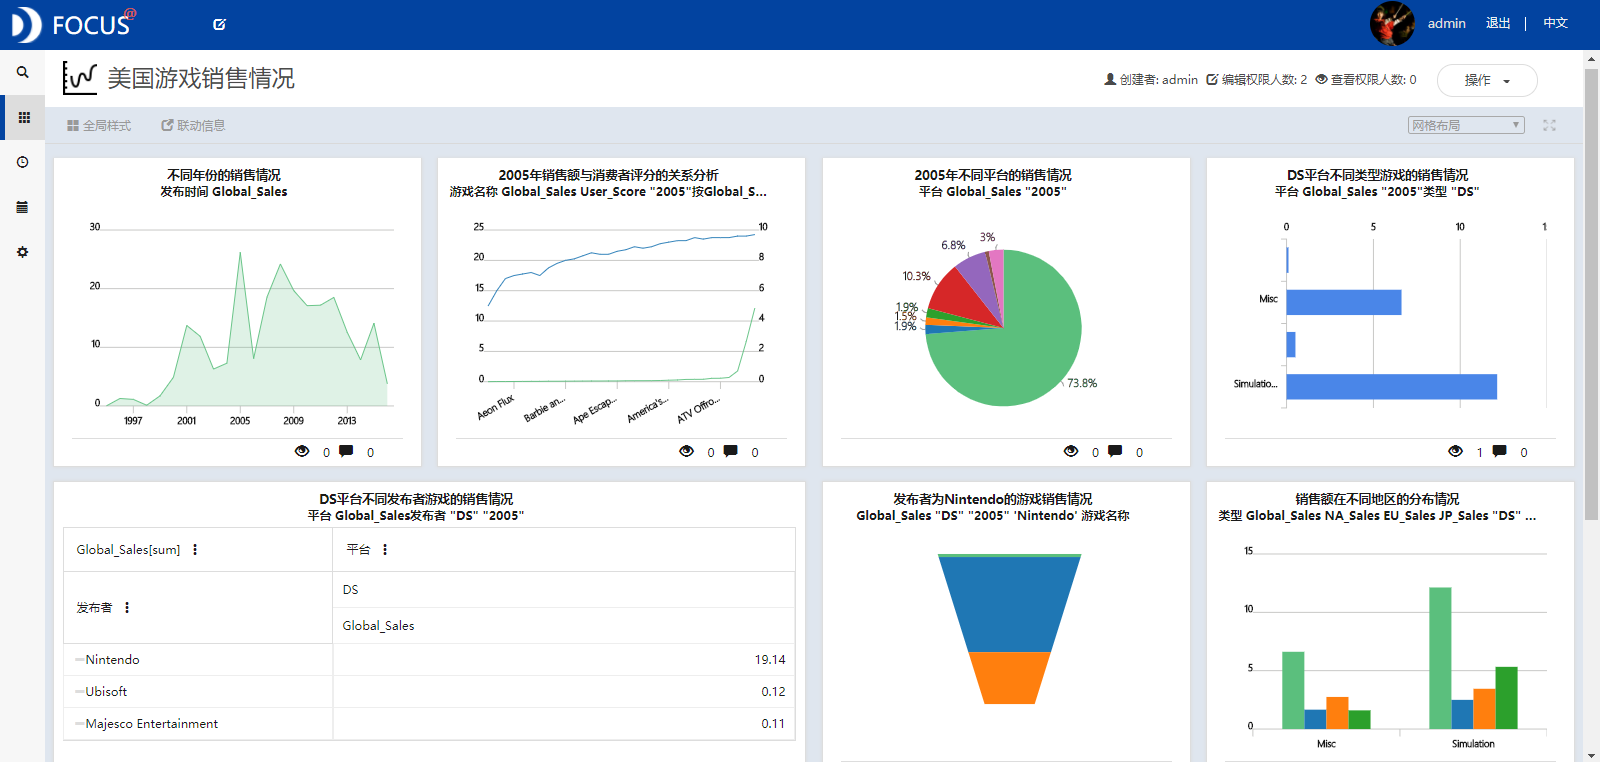 FOCUS@
admin 退出 | 中文
美国游戏销售情况
创建者: admin 编辑权限人数: 2 查看权限人数: 0
操作
全局样式 联动信息
网格布局
不同年份的销售情况
发布时间 Global_Sales
30
20
10
0
1997 2001 2005 2009 2013
0 0
2005年销售额与消费者评分的关系分析
游戏名称 Global_Sales User_Score "2005"按Global_S...
25 10
20 8
15 6
10 4
5 2
0 0
Aeon Flux Barbie an... Ape Escap... America's... ATV Offro...
0 0
2005年不同平台的销售情况
平台 Global_Sales "2005"
3%
6.8%
10.3%
1.9%
1.5%
1.9%
73.8%
0 0
DS平台不同类型游戏的销售情况
平台 Global_Sales "2005"类型 "DS"
0 5 10 1
Misc
Simulatio...
1 0
DS平台不同发布者游戏的销售情况
平台 Global_Sales发布者 "DS" "2005"
Global_Sales[sum] 平台
发布者 DS
Global_Sales
Nintendo 19.14
Ubisoft 0.12
Majesco Entertainment 0.11
发布者为Nintendo的游戏销售情况
Global_Sales "DS" "2005" 'Nintendo' 游戏名称
销售额在不同地区的分布情况
类型 Global_Sales NA_Sales EU_Sales JP_Sales "DS" ...
15
10
5
0
Misc Simulation